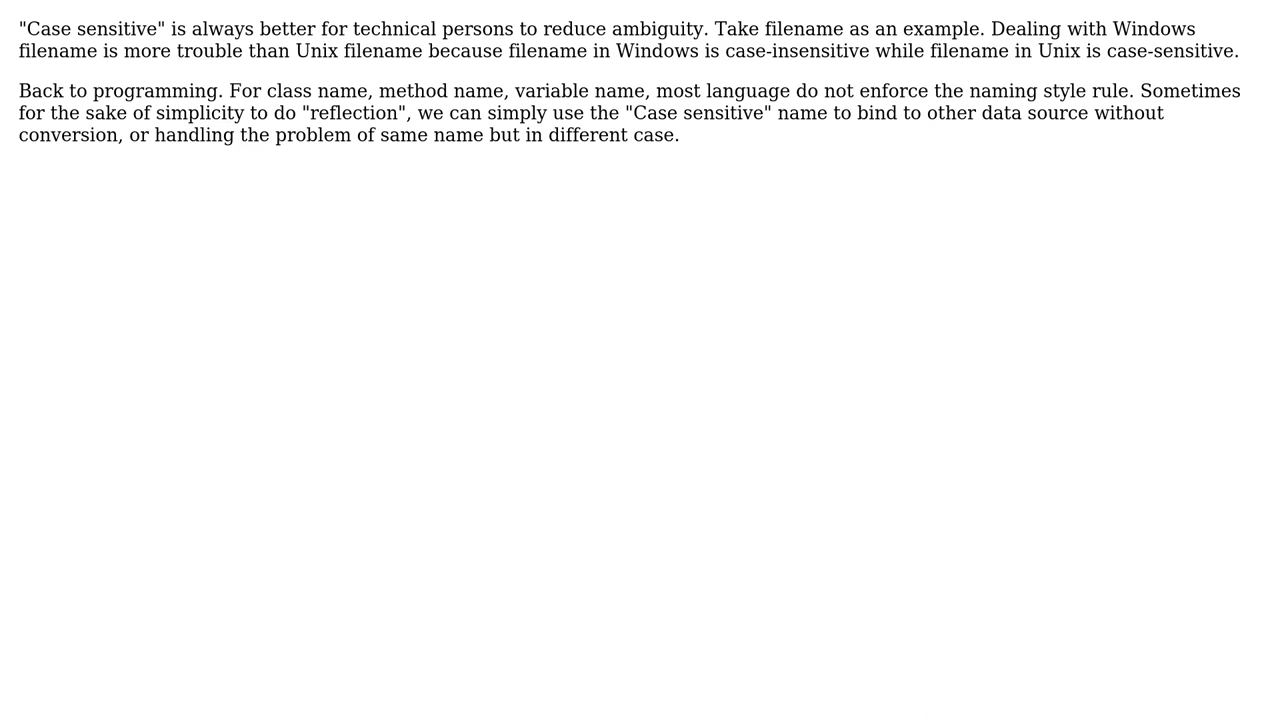 "Case sensitive" is always better for technical persons to reduce ambiguity. Take filename as an example. Dealing with Windows
filename is more trouble than Unix filename because filename in Windows is case-insensitive while filename in Unix is case-sensitive.
Back to programming. For class name, method name, variable name, most language do not enforce the naming style rule. Sometimes
for the sake of simplicity to do "reflection", we can simply use the "Case sensitive" name to bind to other data source without
conversion, or handling the problem of same name but in different case.